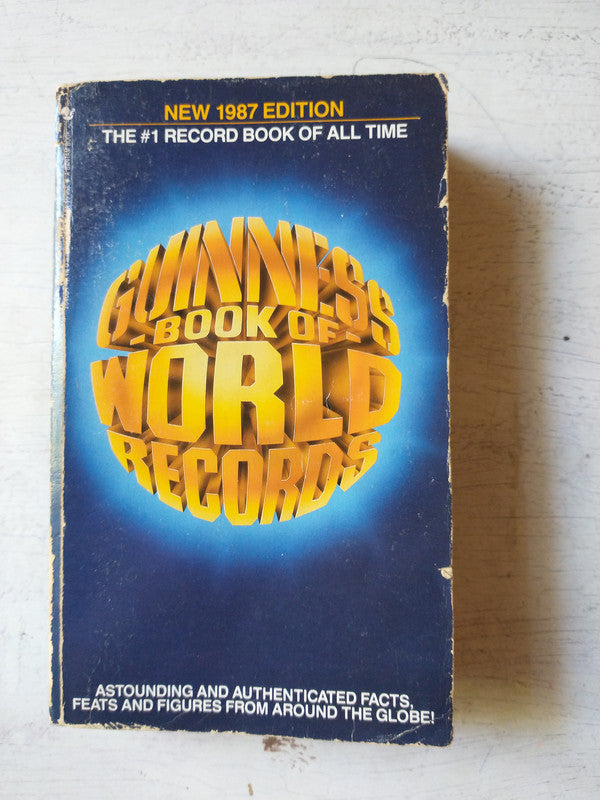 NEW 1987 EDITION
THE #1 RECORD BOOK OF ALL TIME
GUINNESS
- BOOK OF -
WORLD
RECORDS
ASTOUNDING AND AUTHENTICATED FACTS,
FEATS AND FIGURES FROM AROUND THE GLOBE!